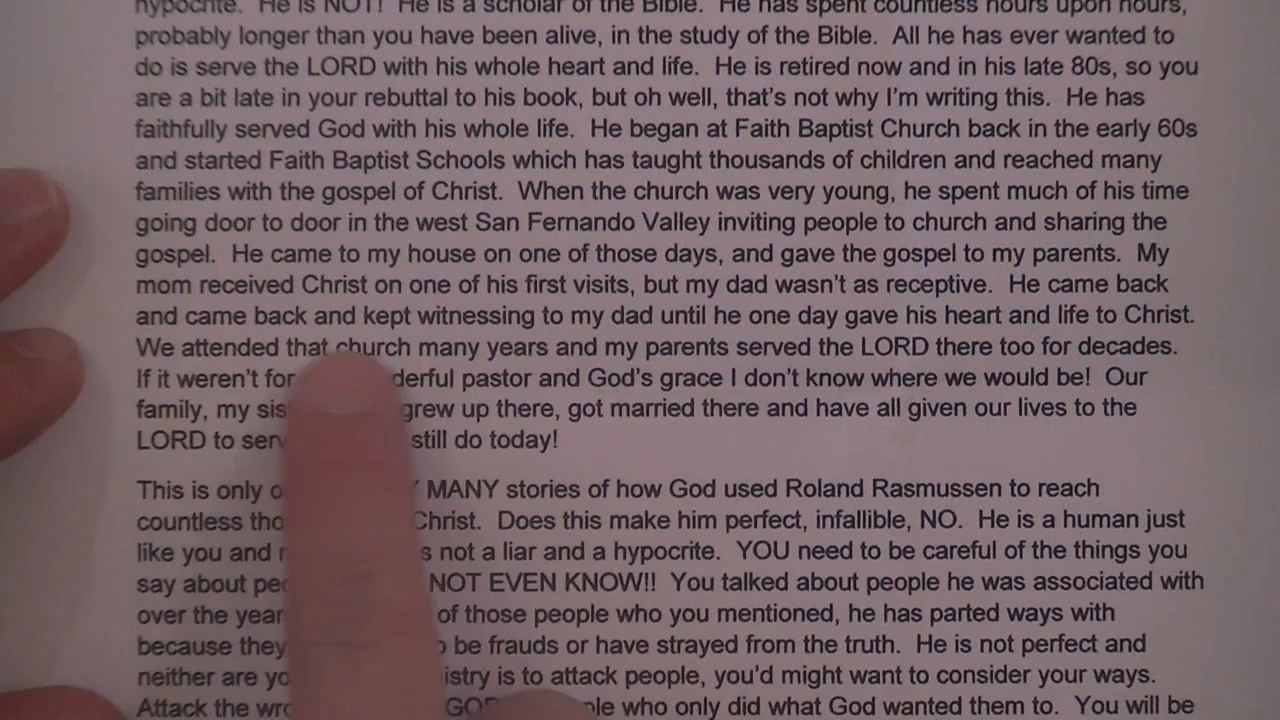 hypocrite. He is NOT! He is a scholar of the Bible. He has spent countless hours upon hours,
probably longer than you have been alive, in the study of the Bible. All he has ever wanted to
do is serve the LORD with his whole heart and life. He is retired now and in his late 80s, so you
are a bit late in your rebuttal to his book, but oh well, that's not why I'm writing this. He has
faithfully served God with his whole life. He began at Faith Baptist Church back in the early 60s
and started Faith Baptist Schools which has taught thousands of children and reached many
families with the gospel of Christ. When the church was very young, he spent much of his time
going door to door in the west San Fernando Valley inviting people to church and sharing the
gospel. He came to my house on one of those days, and gave the gospel to my parents. My
mom received Christ on one of his first visits, but my dad wasn't as receptive. He came back
and came back and kept witnessing to my dad until he one day gave his heart and life to Christ.
We attended that church many years and my parents served the LORD there too for decades.
If it weren't for pastor and God's grace I don't know where we would be! Our
family, my grew up there, got married there and have all given our lives to the
LORD to still do today!
This is only MANY stories of how God used Roland Rasmussen to reach
countless Christ. Does this make him perfect, infallible, NO. He is a human just
like you and not a liar and a hypocrite. YOU need to be careful of the things you
say about NOT EVEN KNOW!! You talked about people he was associated with
over the of those people who you mentioned, he has parted ways with
because they be frauds or have strayed from the truth. He is not perfect and
neither are is to attack people, you'd might want to consider your ways.
Attack the who only did what God wanted them to. You will be